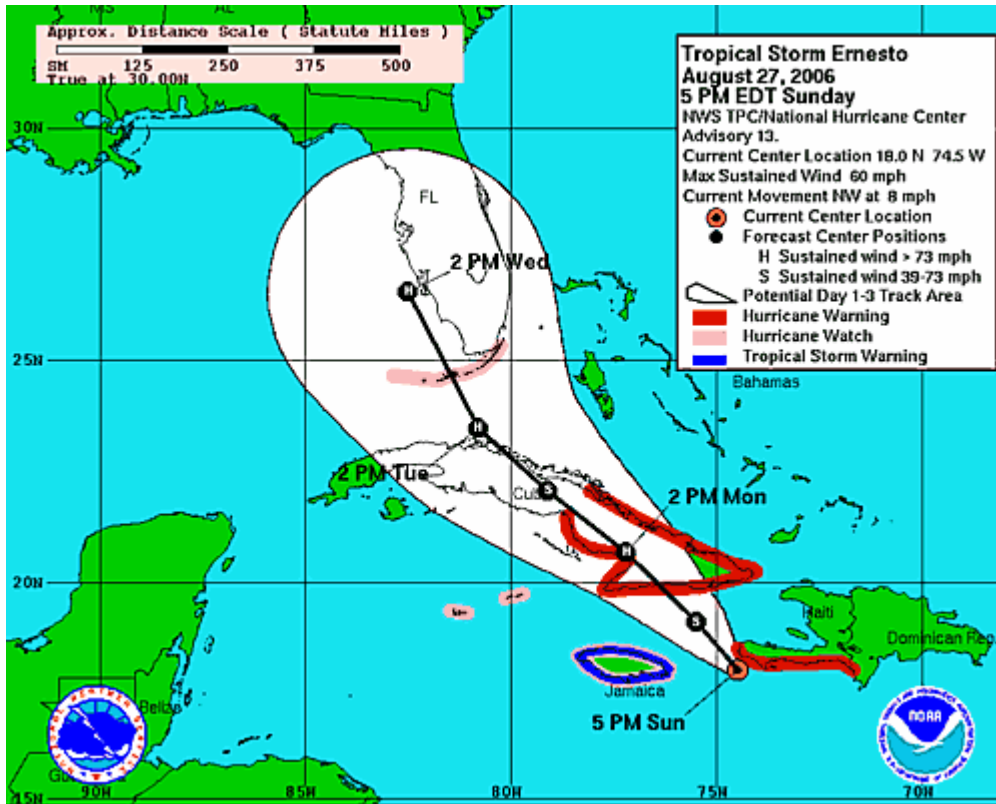 MS AL
Approx. Distance Scale ( Statute Miles )
SM 125 250 375 500
True at 30.00N
Tropical Storm Ernesto
August 27, 2006
5 PM EDT Sunday
NWS TPC/National Hurricane Center
Advisory 13.
Current Center Location 18.0 N 74.5 W
Max Sustained Wind 60 mph
Current Movement NW at 8 mph
Current Center Location
Forecast Center Positions
H Sustained wind > 73 mph
S Sustained wind 39-73 mph
Potential Day 1-3 Track Area
Hurricane Warning
Hurricane Watch
Tropical Storm Warning
30N
FL
2 PM Wed
H
25N
Bahamas
H
2 PM Tue
S
Cuba
2 PM Mon
H
20N
S
Haiti
Dominican Rep.
Jamaica
5 PM Sun
Belize
NOAA
90N
85W
80W
75W
70W
15N